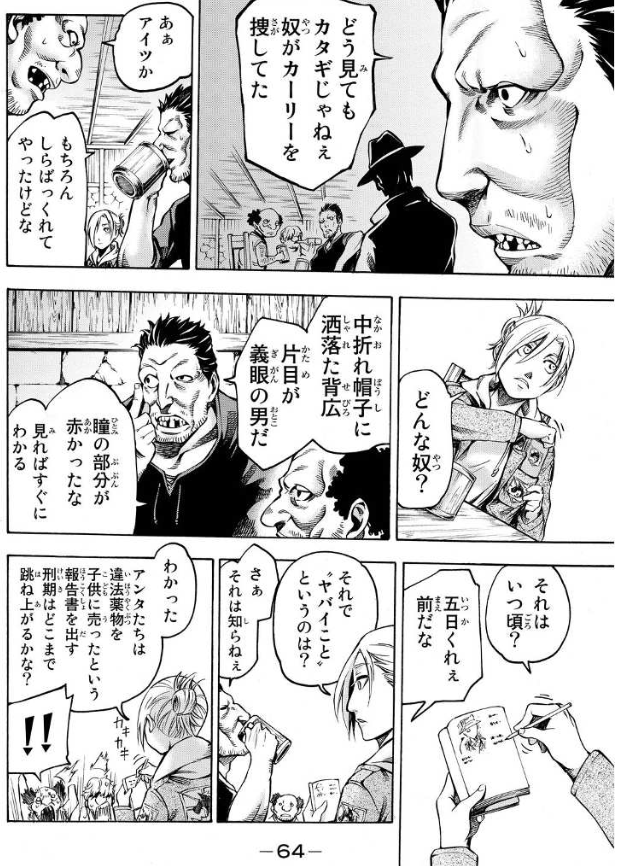 どう見ても
カタギじゃねぇ
奴がカーリーを
捜してた
あぁ
アイツか
もちろん
しらばっくれて
やったけどな
どんな奴?
中折れ帽子に
洒落た背広
片目が
義眼の男だ
瞳の部分が
赤かったな
見ればすぐに
わかる
それは
いつ頃?
五日くれぇ
前だな
それで
〝ヤバイこと〟
というのは?
さぁ
それは知らねぇ
わかった
アンタたちは
違法薬物を
子供に売ったという
報告書を出す
刑期はどこまで
跳ね上がるかな?
カキカキ
!!
—64—